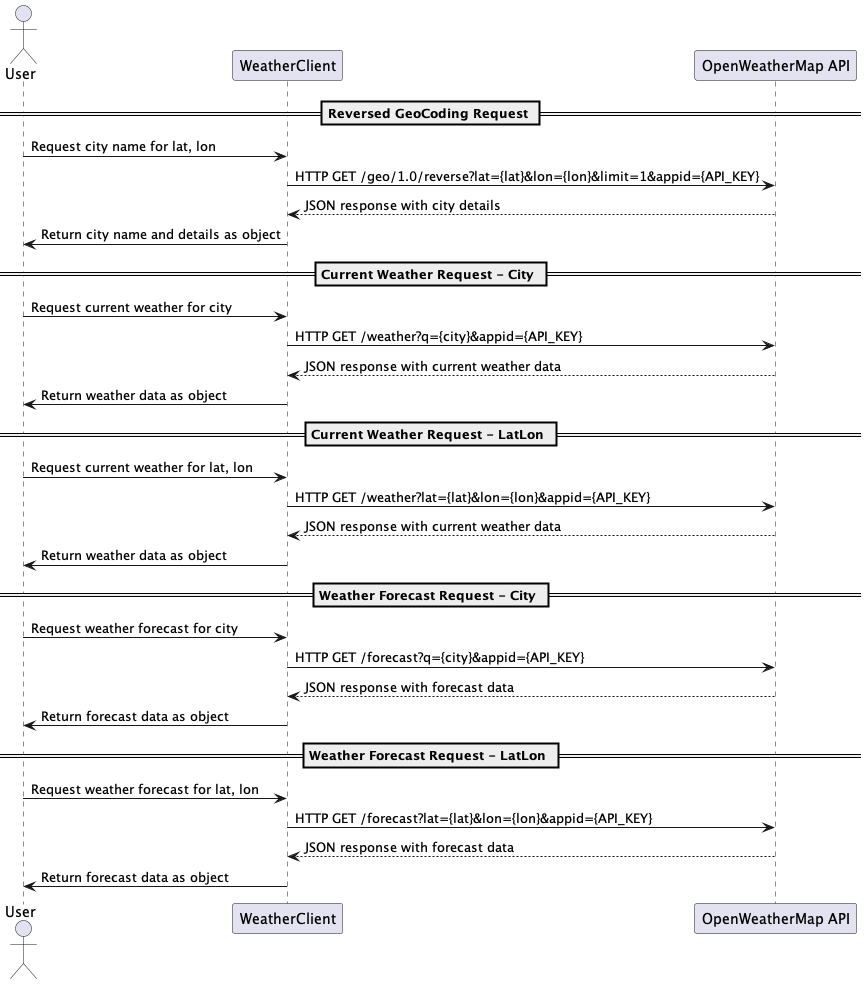 User
WeatherClient
OpenWeatherMap API
Reversed GeoCoding Request
Request city name for lat, lon
HTTP GET /geo/1.0/reverse?lat={lat}&lon={lon}&limit=1&appid={API_KEY}
JSON response with city details
Return city name and details as object
Current Weather Request - City
Request current weather for city
HTTP GET /weather?q={city}&appid={API_KEY}
JSON response with current weather data
Return weather data as object
Current Weather Request - LatLon
Request current weather for lat, lon
HTTP GET /weather?lat={lat}&lon={lon}&appid={API_KEY}
JSON response with current weather data
Return weather data as object
Weather Forecast Request - City
Request weather forecast for city
HTTP GET /forecast?q={city}&appid={API_KEY}
JSON response with forecast data
Return forecast data as object
Weather Forecast Request - LatLon
Request weather forecast for lat, lon
HTTP GET /forecast?lat={lat}&lon={lon}&appid={API_KEY}
JSON response with forecast data
Return forecast data as object
User
WeatherClient
OpenWeatherMap API